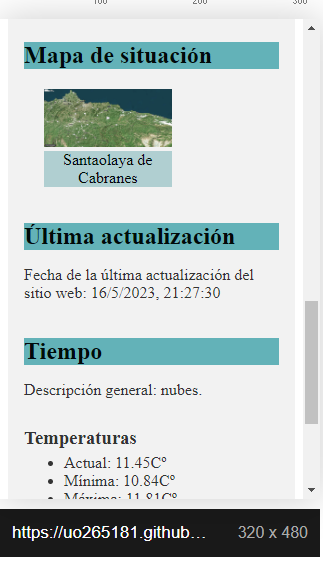 100 200 300
Mapa de situación
Santaolaya de
Cabranes
Última actualización
Fecha de la última actualización del
sitio web: 16/5/2023, 21:27:30
Tiempo
Descripción general: nubes.
Temperaturas
Actual: 11.45Cº
Mínima: 10.84Cº
Máxima: 11.81Cº
https://uo265181.github... 320 x 480